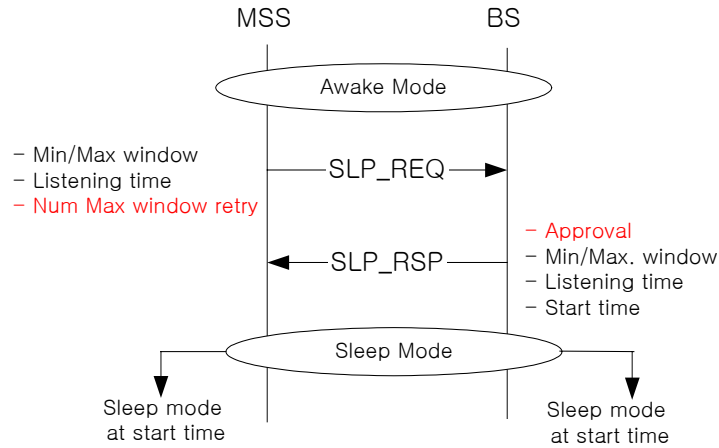 MSS
BS
Awake Mode
- Min/Max window
- Listening time
- Num Max window retry
SLP_REQ
- Approval
- Min/Max. window
- Listening time
- Start time
SLP_RSP
Sleep Mode
Sleep mode
at start time
Sleep mode
at start time